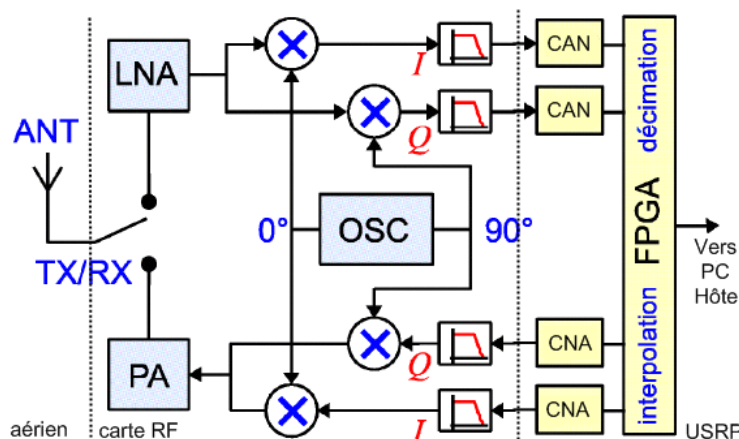 LNA
I
CAN
ANT
Q
CAN
décimation
0°
OSC
90°
FPGA
Vers
PC
Hôte
TX/RX
PA
Q
CNA
interpolation
I
CNA
aérien
carte RF
USRP